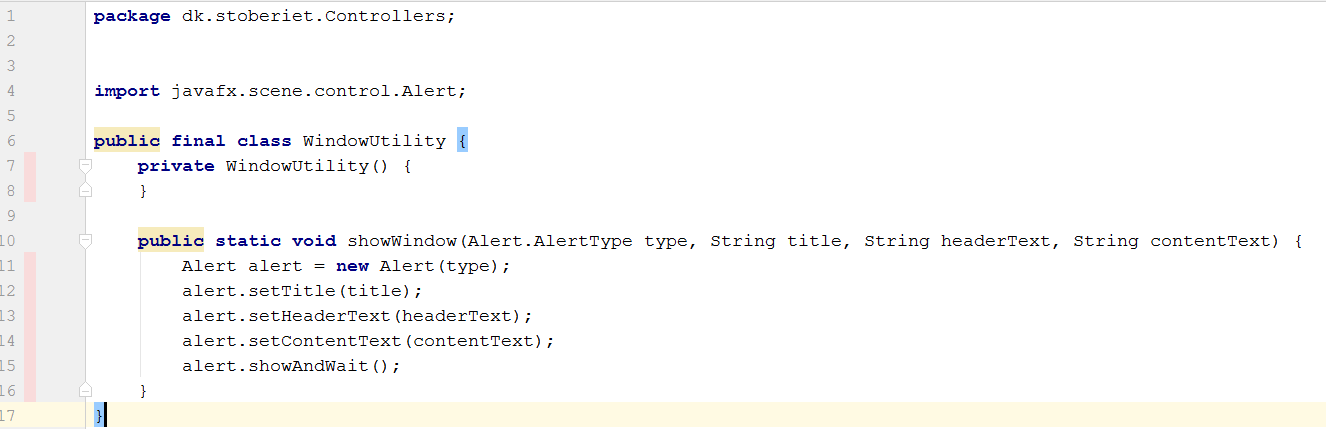 1 package dk.stoberiet.Controllers;
2
3
4 import javafx.scene.control.Alert;
5
6 public final class WindowUtility {
7     private WindowUtility() {
8     }
9
10     public static void showWindow(Alert.AlertType type, String title, String headerText, String contentText) {
11         Alert alert = new Alert(type);
12         alert.setTitle(title);
13         alert.setHeaderText(headerText);
14         alert.setContentText(contentText);
15         alert.showAndWait();
16     }
17 }